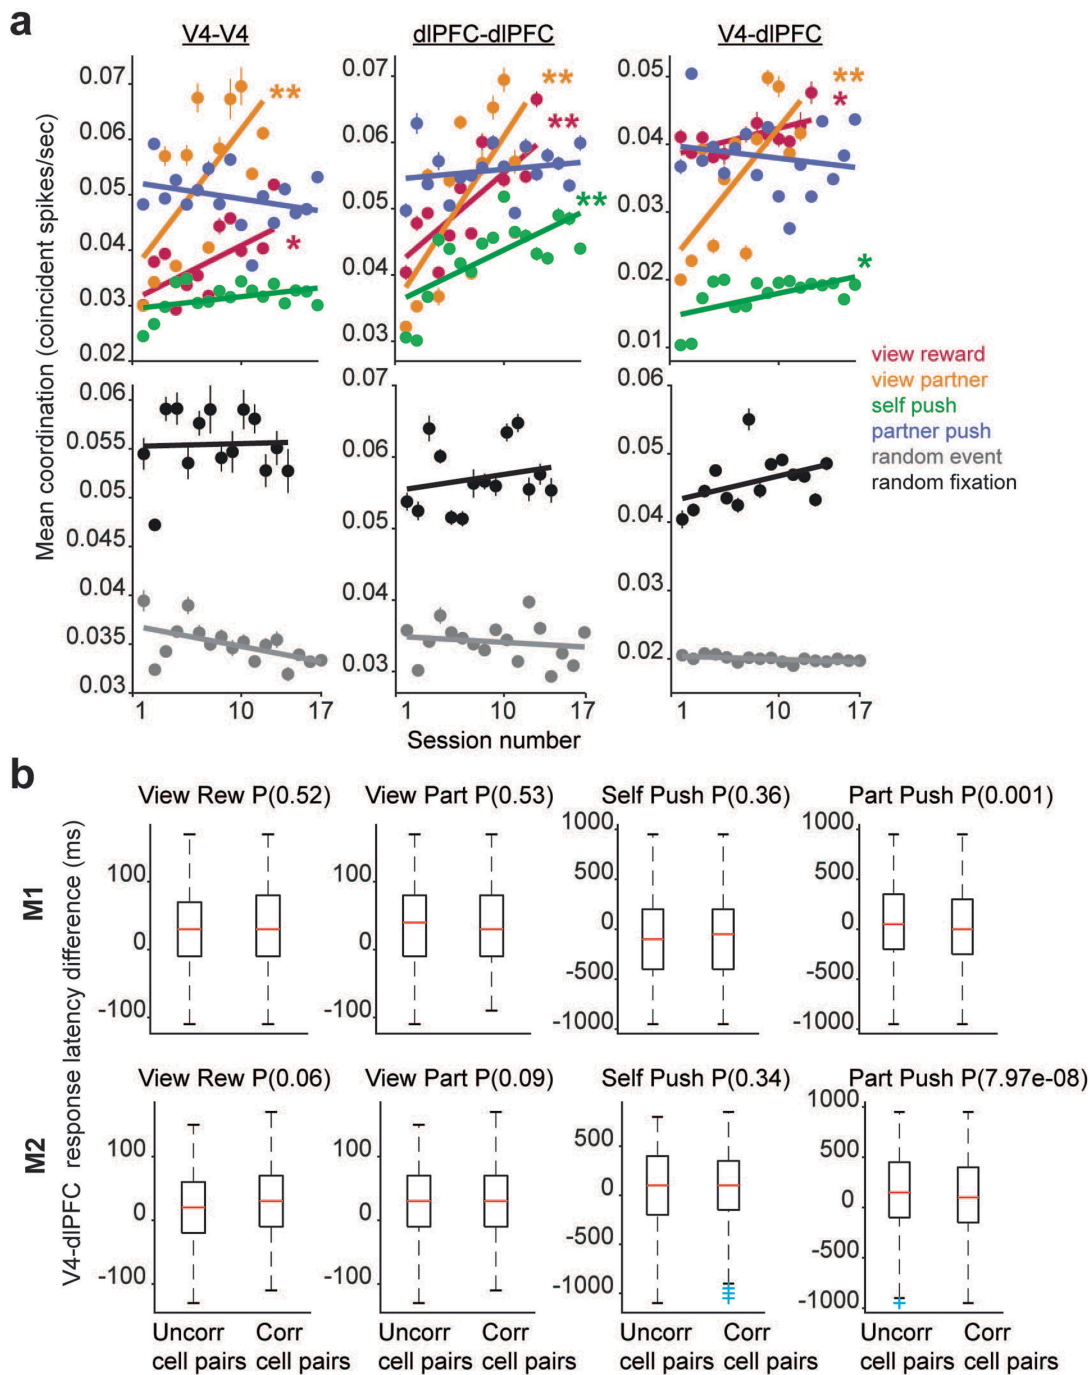 a
V4-V4
dlPFC-dlPFC
V4-dlPFC
Mean coordination (coincident spikes/sec)
0.07
0.06
0.05
0.04
0.03
0.02
**
*
0.07
0.06
0.05
0.04
0.03
**
**
**
0.05
0.04
0.03
0.02
0.01
**
*
*
view reward
view partner
self push
partner push
random event
random fixation
0.06
0.055
0.05
0.045
0.04
0.035
0.03
1
10
17
0.07
0.06
0.05
0.04
0.03
1
10
17
0.06
0.05
0.04
0.03
0.02
1
10
17
Session number
b
V4-dlPFC response latency difference (ms)
M1
View Rew P(0.52)
100
0
-100
View Part P(0.53)
100
0
-100
Self Push P(0.36)
1000
500
0
-500
-1000
Part Push P(0.001)
1000
500
0
-500
-1000
M2
View Rew P(0.06)
100
0
-100
View Part P(0.09)
100
0
-100
Self Push P(0.34)
500
0
-500
-1000
Part Push P(7.97e-08)
1000
500
0
-500
-1000
Uncorr cell pairs
Corr cell pairs
Uncorr cell pairs
Corr cell pairs
Uncorr cell pairs
Corr cell pairs
Uncorr cell pairs
Corr cell pairs